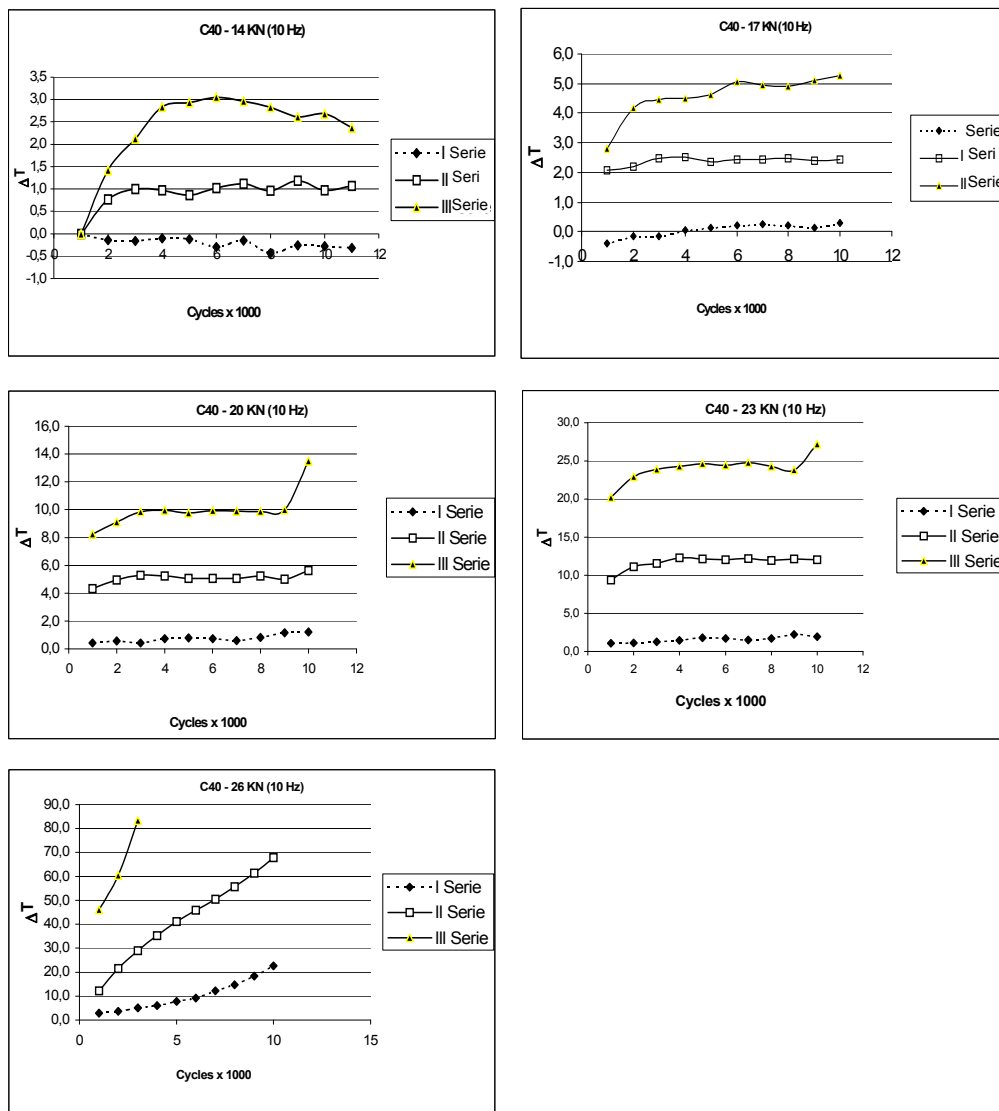 C40 - 14 KN (10 Hz)
3,5
3,0
2,5
2,0
1,5
1,0
0,5
0,0
-0,5
-1,0
0 2 4 6 8 10 12
ΔT
Cycles x 1000
I Serie
II Seri
III Serie
C40 - 17 KN (10 Hz)
6,0
5,0
4,0
3,0
2,0
1,0
0,0
-1,0
0 2 4 6 8 10 12
ΔT
Cycles x 1000
Serie
I Seri
II Serie
C40 - 20 KN (10 Hz)
16,0
14,0
12,0
10,0
8,0
6,0
4,0
2,0
0,0
0 2 4 6 8 10 12
ΔT
Cycles x 1000
I Serie
II Serie
III Serie
C40 - 23 KN (10 Hz)
30,0
25,0
20,0
15,0
10,0
5,0
0,0
0 2 4 6 8 10 12
ΔT
Cycles x 1000
I Serie
II Serie
III Serie
C40 - 26 KN (10 Hz)
90,0
80,0
70,0
60,0
50,0
40,0
30,0
20,0
10,0
0,0
0 5 10 15
ΔT
Cycles x 1000
I Serie
II Serie
III Serie